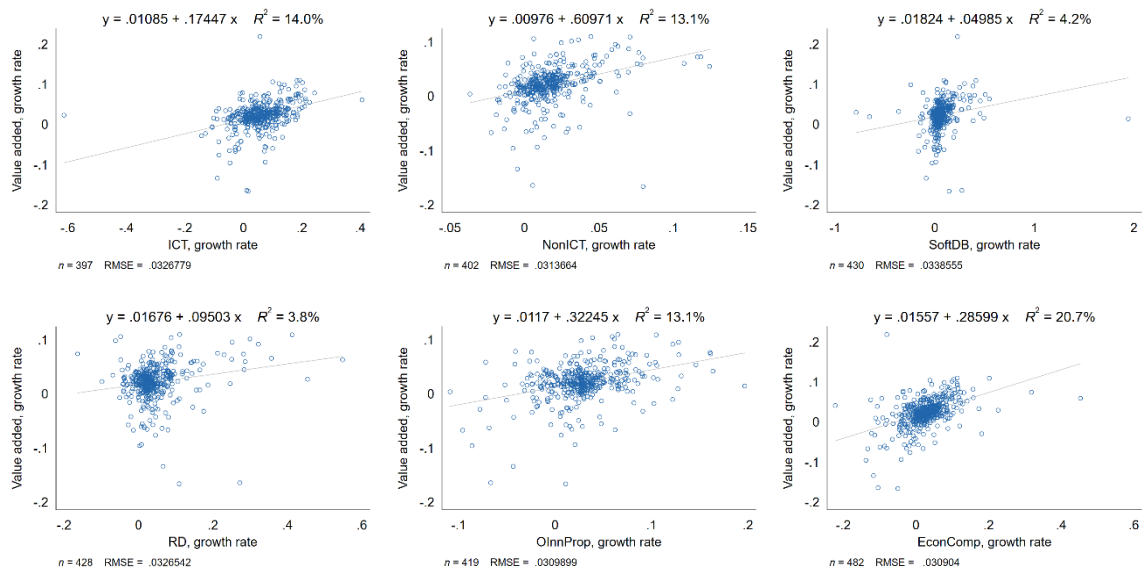 y = .01085 + .17447 x R² = 14.0%
.2
.1
0
-.1
-.2
Value added, growth rate
-.6 -.4 -.2 0 .2 .4
ICT, growth rate
n = 397 RMSE = .0326779
y = .00976 + .60971 x R² = 13.1%
.1
0
-.1
-.2
Value added, growth rate
-.05 0 .05 .1 .15
NonICT, growth rate
n = 402 RMSE = .0313664
y = .01824 + .04985 x R² = 4.2%
.2
.1
0
-.1
-.2
Value added, growth rate
-1 0 1 2
SoftDB, growth rate
n = 430 RMSE = .0338555
y = .01676 + .09503 x R² = 3.8%
.1
0
-.1
-.2
Value added, growth rate
-.2 0 .2 .4 .6
RD, growth rate
n = 428 RMSE = .0326542
y = .0117 + .32245 x R² = 13.1%
.1
0
-.1
-.2
Value added, growth rate
-.1 0 .1 .2
OInnProp, growth rate
n = 419 RMSE = .0309899
y = .01557 + .28599 x R² = 20.7%
.2
.1
0
-.1
-.2
Value added, growth rate
-.2 0 .2 .4 .6
EconComp, growth rate
n = 482 RMSE = .030904